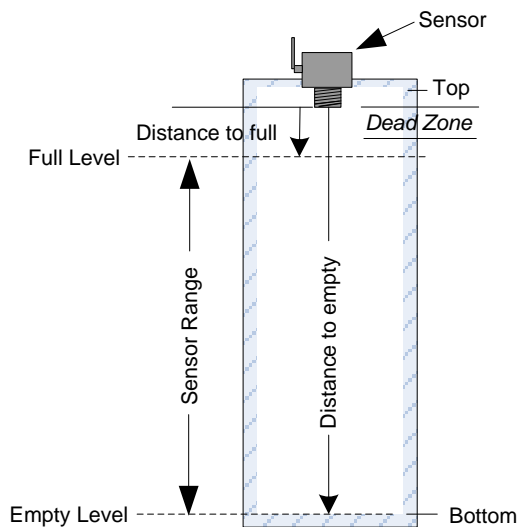 Sensor
Top
Distance to full
Dead Zone
Full Level
Sensor Range
Distance to empty
Empty Level
Bottom